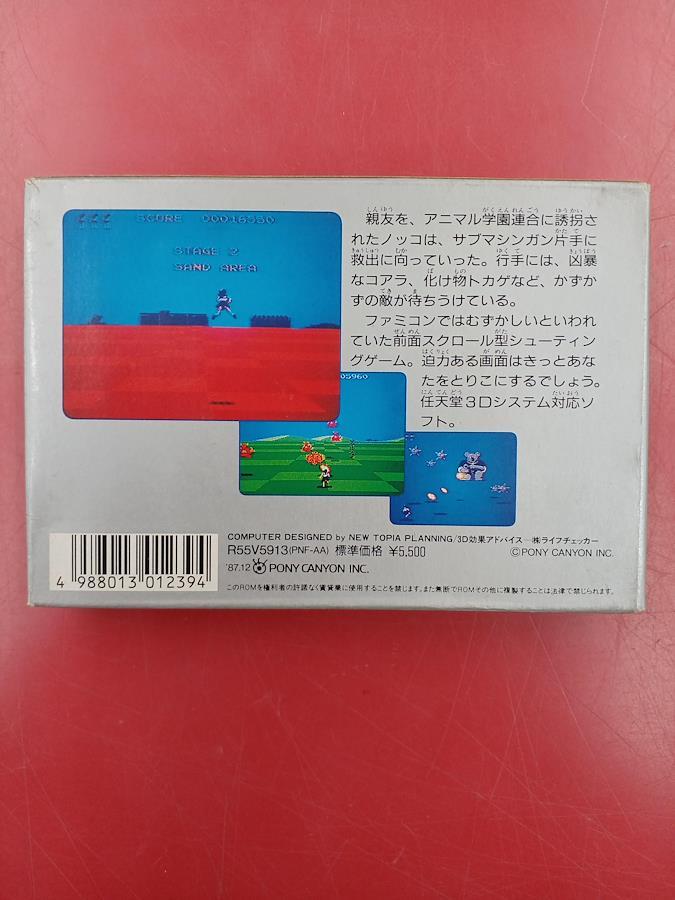 SCORE 00016330
STAGE 2
SAND AREA
05960
親友を、アニマル学園連合に誘拐さ
れたノッコは、サブマシンガン片手に
救出に向っていった。行手には、凶暴
なコアラ、化け物トカゲなど、かずか
ずの敵が待ちうけている。
ファミコンではむずかしいといわれ
ていた前面スクロール型シューティン
グゲーム。迫力ある画面はきっとあな
たをとりこにするでしょう。
任天堂3Dシステム対応ソ
フト。
COMPUTER DESIGNED by NEW TOPIA PLANNING/3D効果アドバイス―㈱ライフチェッカー
R55V5913(PNF-AA) 標準価格 ¥5,500
ⒸPONY CANYON INC.
'87.12 PONY CANYON INC.
4 988013 012394
このROMを権利者の許諾なく賃貸業に使用することを禁じます。また無断でROMその他に複製することは法律で禁じられます。